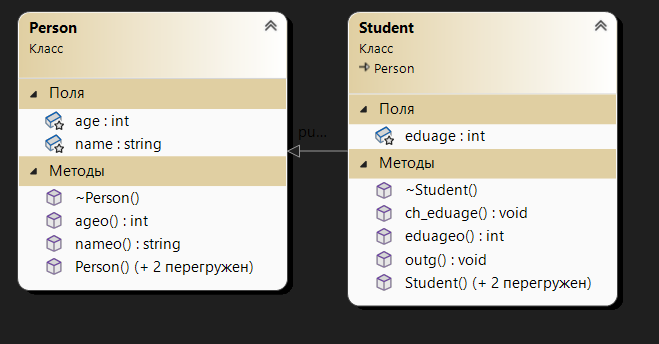 Person
Класс
Поля
age : int
name : string
Методы
~Person()
ageo() : int
nameo() : string
Person() (+ 2 перегружен)
pu...
Student
Класс
Person
Поля
eduage : int
Методы
~Student()
ch_eduage() : void
eduageo() : int
outg() : void
Student() (+ 2 перегружен)